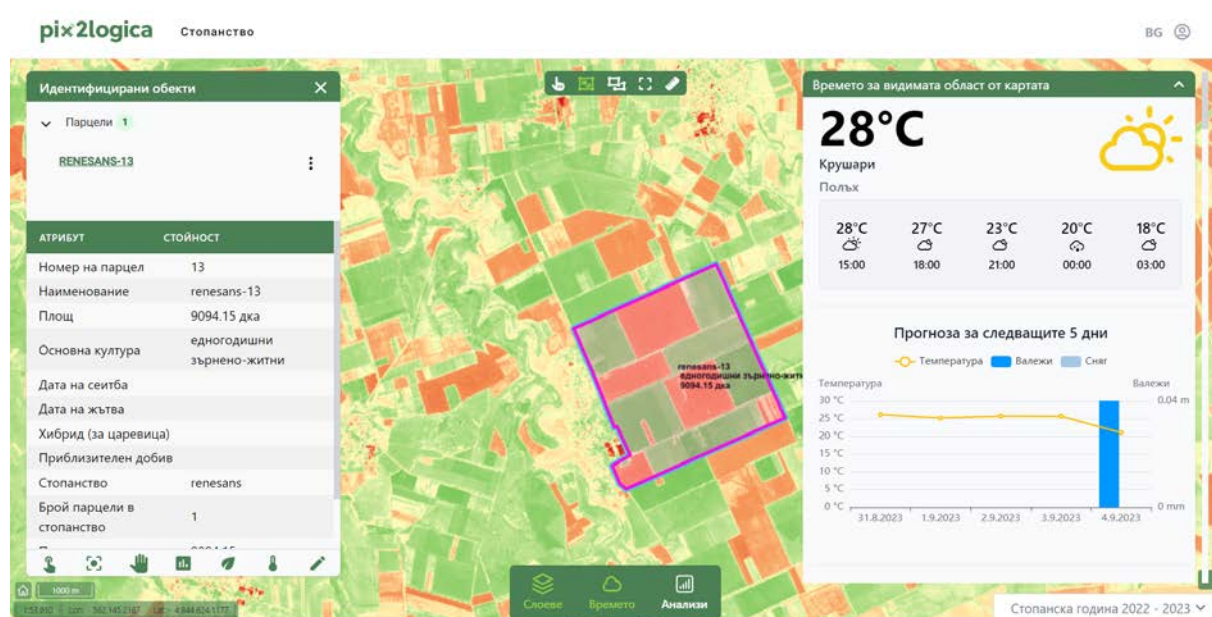 pix2logica
Стопанство
BG
Идентифицирани обекти
Парцели 1
RENESANS-13
АТРИБУТ СТОЙНОСТ
Номер на парцел 13
Наименование renesans-13
Площ 9094.15 дка
Основна култура едногодишни
зърнено-житни
Дата на сеитба
Дата на жътва
Хибрид (за царевица)
Приблизителен добив
Стопанство renesans
Брой парцели в
стопанство 1
1000 m
renesans-13
едногодишни зърнено-жит
9094.15 дка
Слоеве Времето Анализи
Времето за видимата област от картата
28°C
Крушари
Полъх
28°C 27°C 23°C 20°C 18°C
15:00 18:00 21:00 00:00 03:00
Прогноза за следващите 5 дни
Температура Валежи Сняг
Температура Валежи
30 °C 0.04 m
25 °C
20 °C
15 °C
10 °C
5 °C
0 °C 0 mm
31.8.2023 1.9.2023 2.9.2023 3.9.2023 4.9.2023
Стопанска година 2022 - 2023